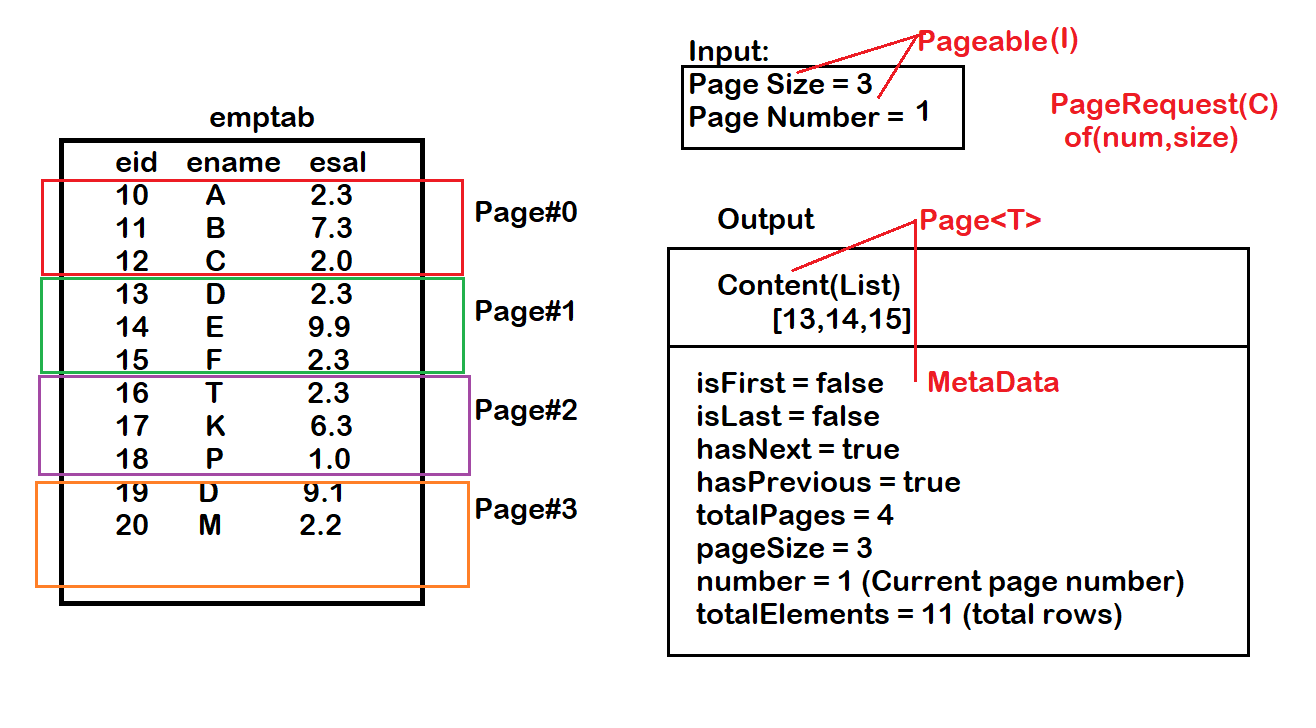 emptab
eid ename esal
10 A 2.3
11 B 7.3
12 C 2.0
Page#0
13 D 2.3
14 E 9.9
15 F 2.3
Page#1
16 T 2.3
17 K 6.3
18 P 1.0
Page#2
19 D 9.1
20 M 2.2
Page#3
Input:
Page Size = 3
Page Number = 1
Pageable(I)
PageRequest(C)
of(num,size)
Output
Page<T>
Content(List)
[13,14,15]
MetaData
isFirst = false
isLast = false
hasNext = true
hasPrevious = true
totalPages = 4
pageSize = 3
number = 1 (Current page number)
totalElements = 11 (total rows)